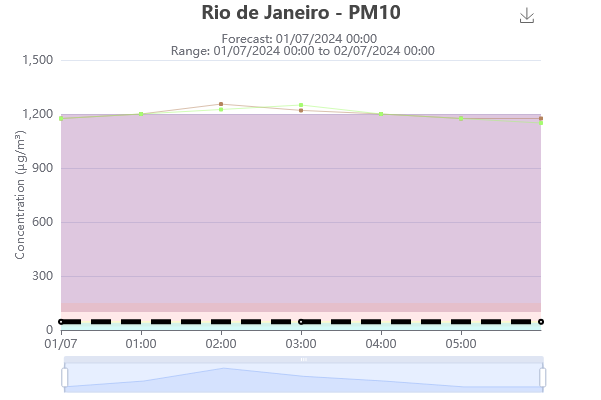 Rio de Janeiro - PM10
Forecast: 01/07/2024 00:00
Range: 01/07/2024 00:00 to 02/07/2024 00:00
Concentration (µg/m³)
1,500
1,200
900
600
300
0
01/07 01:00 02:00 03:00 04:00 05:00